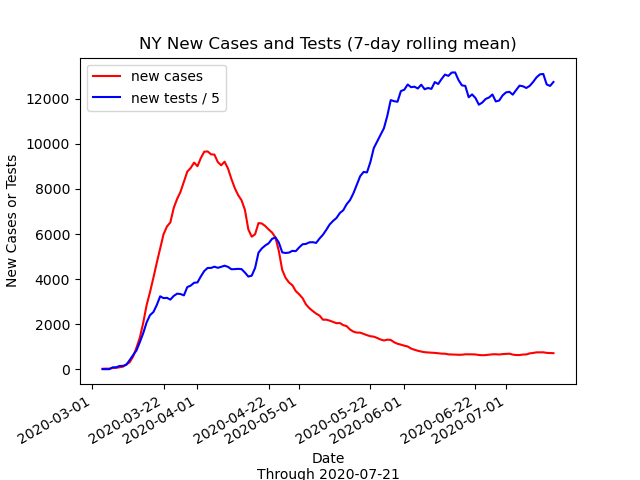 NY New Cases and Tests (7-day rolling mean)
new cases
new tests / 5
12000
10000
8000
6000
4000
2000
0
New Cases or Tests
2020-03-01
2020-03-22
2020-04-01
2020-04-22
2020-05-01
2020-05-22
2020-06-01
2020-06-22
2020-07-01
Date
Through 2020-07-21